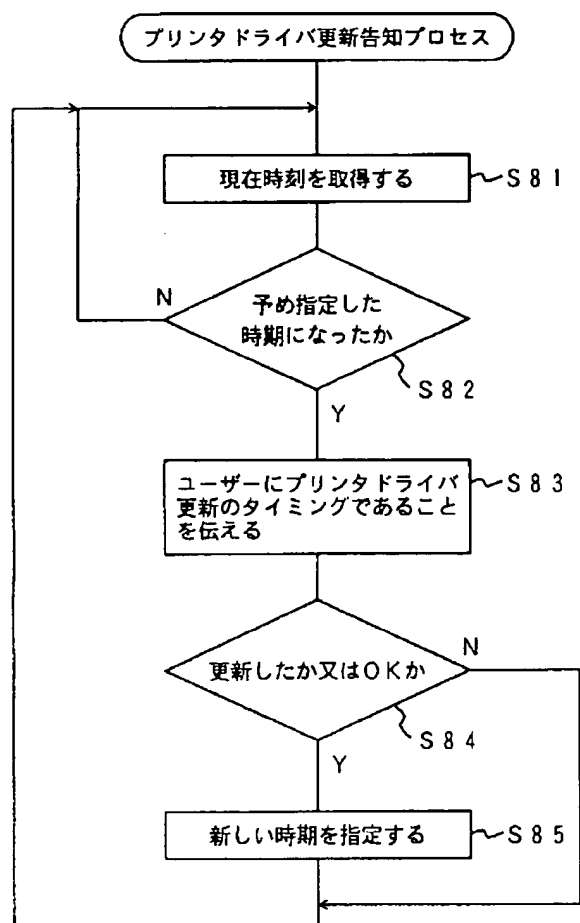 プリンタドライバ更新告知プロセス
現在時刻を取得する
S81
N
予め指定した
時期になったか
S82
Y
ユーザーにプリンタドライバ
更新のタイミングであること
を伝える
S83
N
更新したか又はOKか
S84
Y
新しい時期を指定する
S85